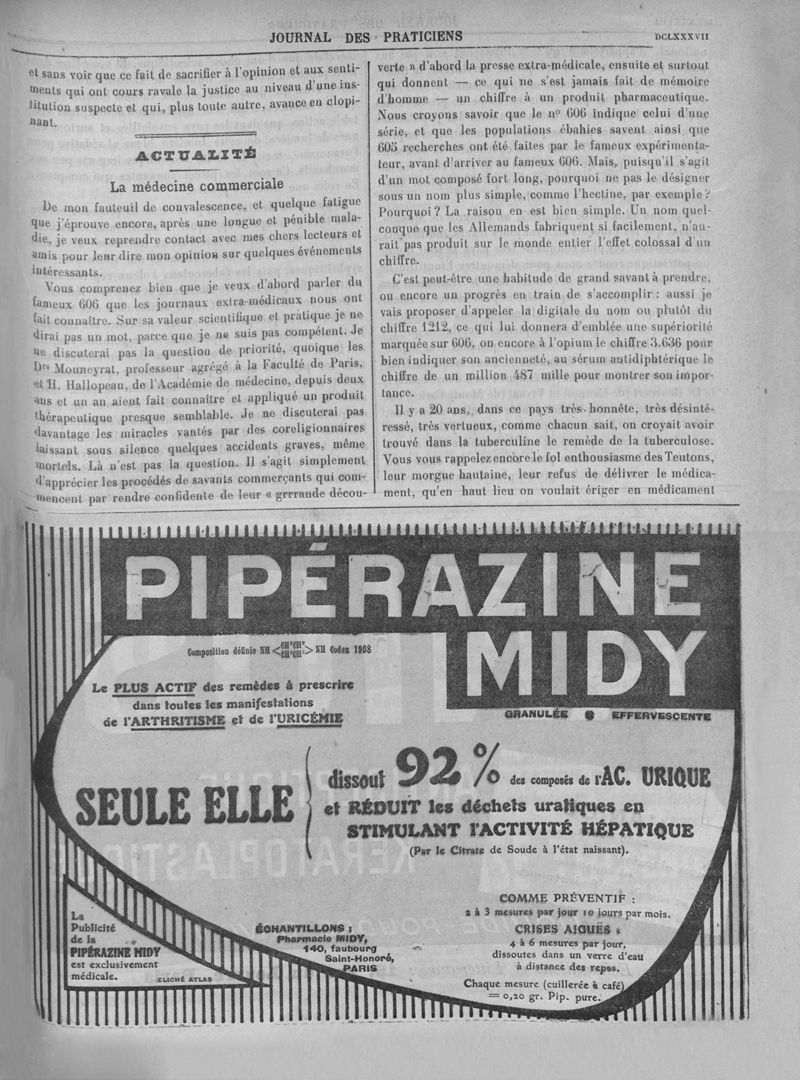 JOURNAL DES PRATICIENS
DCLXXXVII
et sans voir que ce fait de sacrifier à l'opinion et aux senti-
ments qui ont cours ravale la justice au niveau d'une ins-
titution suspecte et qui, plus toute autre, avance en clopi-
nant.
ACTUALITÉ
La médecine commerciale
De mon fauteuil de convalescence, et quelque fatigue
que j'éprouve encore, après une longue et pénible mala-
die, je veux reprendre contact avec mes chers lecteurs et
amis pour leur dire mon opinion sur quelques événements
intéressants.
Vous comprenez bien que je veux d'abord parler du
fameux 606 que les journaux extra-médicaux nous ont
fait connaître. Sur sa valeur scientifique et pratique je ne
dirai pas un mot, parce que je ne suis pas compétent. Je
ne discuterai pas la question de priorité, quoique les
Drs Mouneyrat, professeur agrégé à la Faculté de Paris,
et H. Hallopeau, de l'Académie de médecine, depuis deux
ans et un an aient fait connaître et appliqué un produit
thérapeutique presque semblable. Je ne discuterai pas
davantage les miracles vantés par des coreligionnaires
laissant sous silence quelques accidents graves, même
mortels. Là n'est pas la question. Il s'agit simplement
d'apprécier les procédés de savants commerçants qui com-
mencent par rendre confidente de leur « grrrande décou-
verte » d'abord la presse extra-médicale, ensuite et surtout
qui donnent — ce qui ne s'est jamais fait de mémoire
d'homme — un chiffre à un produit pharmaceutique.
Nous croyons savoir que le nº 606 indique celui d'une
série, et que les populations ébahies savent ainsi que
605 recherches ont été faites par le fameux expérimenta-
teur, avant d'arriver au fameux 606. Mais, puisqu'il s'agit
d'un mot composé fort long, pourquoi ne pas le désigner
sous un nom plus simple, comme l'hectine, par exemple ?
Pourquoi ? La raison en est bien simple. Un nom quel-
conque que les Allemands fabriquent si facilement, n'au-
rait pas produit sur le monde entier l'effet colossal d'un
chiffre.
C'est peut-être une habitude de grand savant à prendre,
ou encore un progrès en train de s'accomplir : aussi je
vais proposer d'appeler la digitale du nom ou plutôt du
chiffre 1212, ce qui lui donnera d'emblée une supériorité
marquée sur 606, ou encore à l'opium le chiffre 3.636 pour
bien indiquer son ancienneté, au sérum antidiphtérique le
chiffre de un million 487 mille pour montrer son impor-
tance.
Il y a 20 ans, dans ce pays très honnête, très désinté-
ressé, très vertueux, comme chacun sait, on croyait avoir
trouvé dans la tuberculine le remède de la tuberculose.
Vous vous rappelez encore le fol enthousiasme des Teutons,
leur morgue hautaine, leur refus de délivrer le médica-
ment, qu'en haut lieu on voulait ériger en médicament
PIPÉRAZINE
MIDY
Composition définie NH <CH²CH² CH²CH²> NH Codex 1908
GRANULÉE EFFERVESCENTE
Le PLUS ACTIF des remèdes à prescrire
dans toutes les manifestations
de l'ARTHRITISME et de l'URICÉMIE
SEULE ELLE
dissout 92 % des composés de l'AC. URIQUE
et RÉDUIT les déchets uratiques en
STIMULANT l'ACTIVITÉ HÉPATIQUE
(Par le Citrate de Soude à l'état naissant).
La
Publicité
de la
PIPÉRAZINE MIDY
est exclusivement
médicale.
CLICHÉ ATLAS
ÉCHANTILLONS :
Pharmacie MIDY,
140, faubourg
Saint-Honoré,
PARIS
COMME PRÉVENTIF :
2 à 3 mesures par jour 10 jours par mois.
CRISES AIGUËS :
4 à 6 mesures par jour,
dissoutes dans un verre d'eau
à distance des repas.
Chaque mesure (cuillerée à café)
= 0,20 gr. Pip. pure.